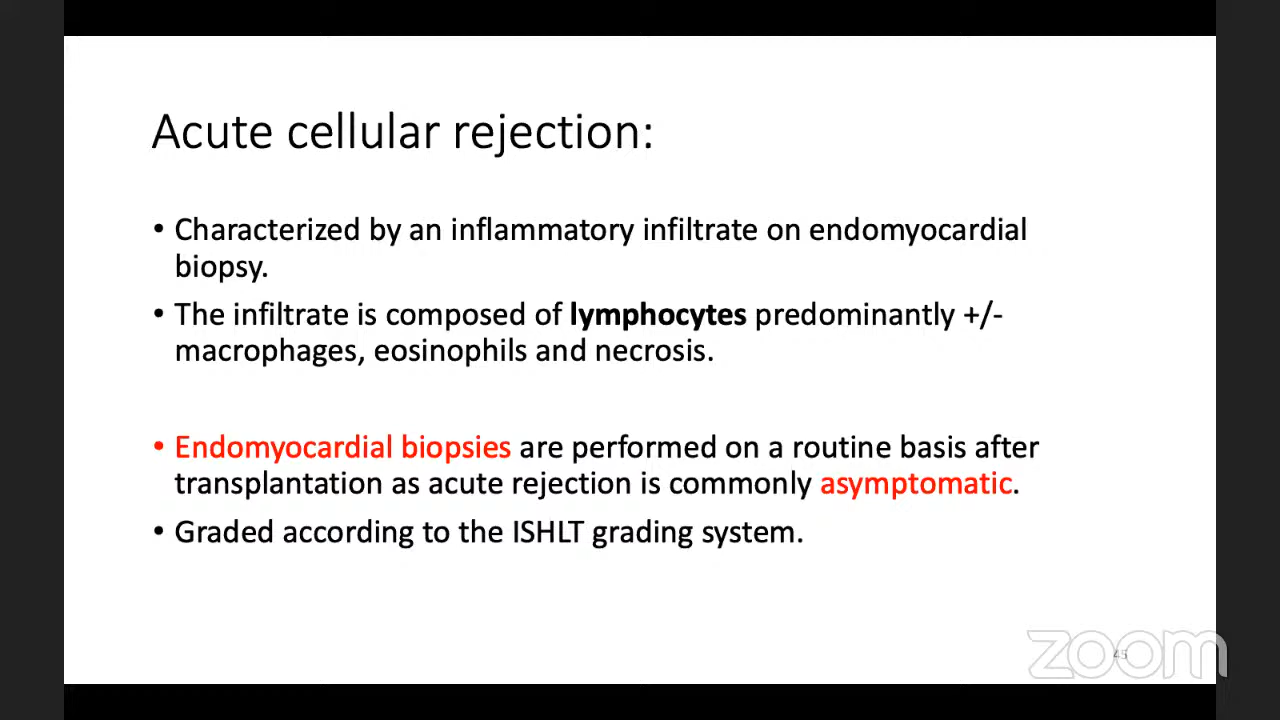 Acute cellular rejection:
• Characterized by an inflammatory infiltrate on endomyocardial
biopsy.
• The infiltrate is composed of lymphocytes predominantly +/-
macrophages, eosinophils and necrosis.
• Endomyocardial biopsies are performed on a routine basis after
transplantation as acute rejection is commonly asymptomatic.
• Graded according to the ISHLT grading system.
45
zoom